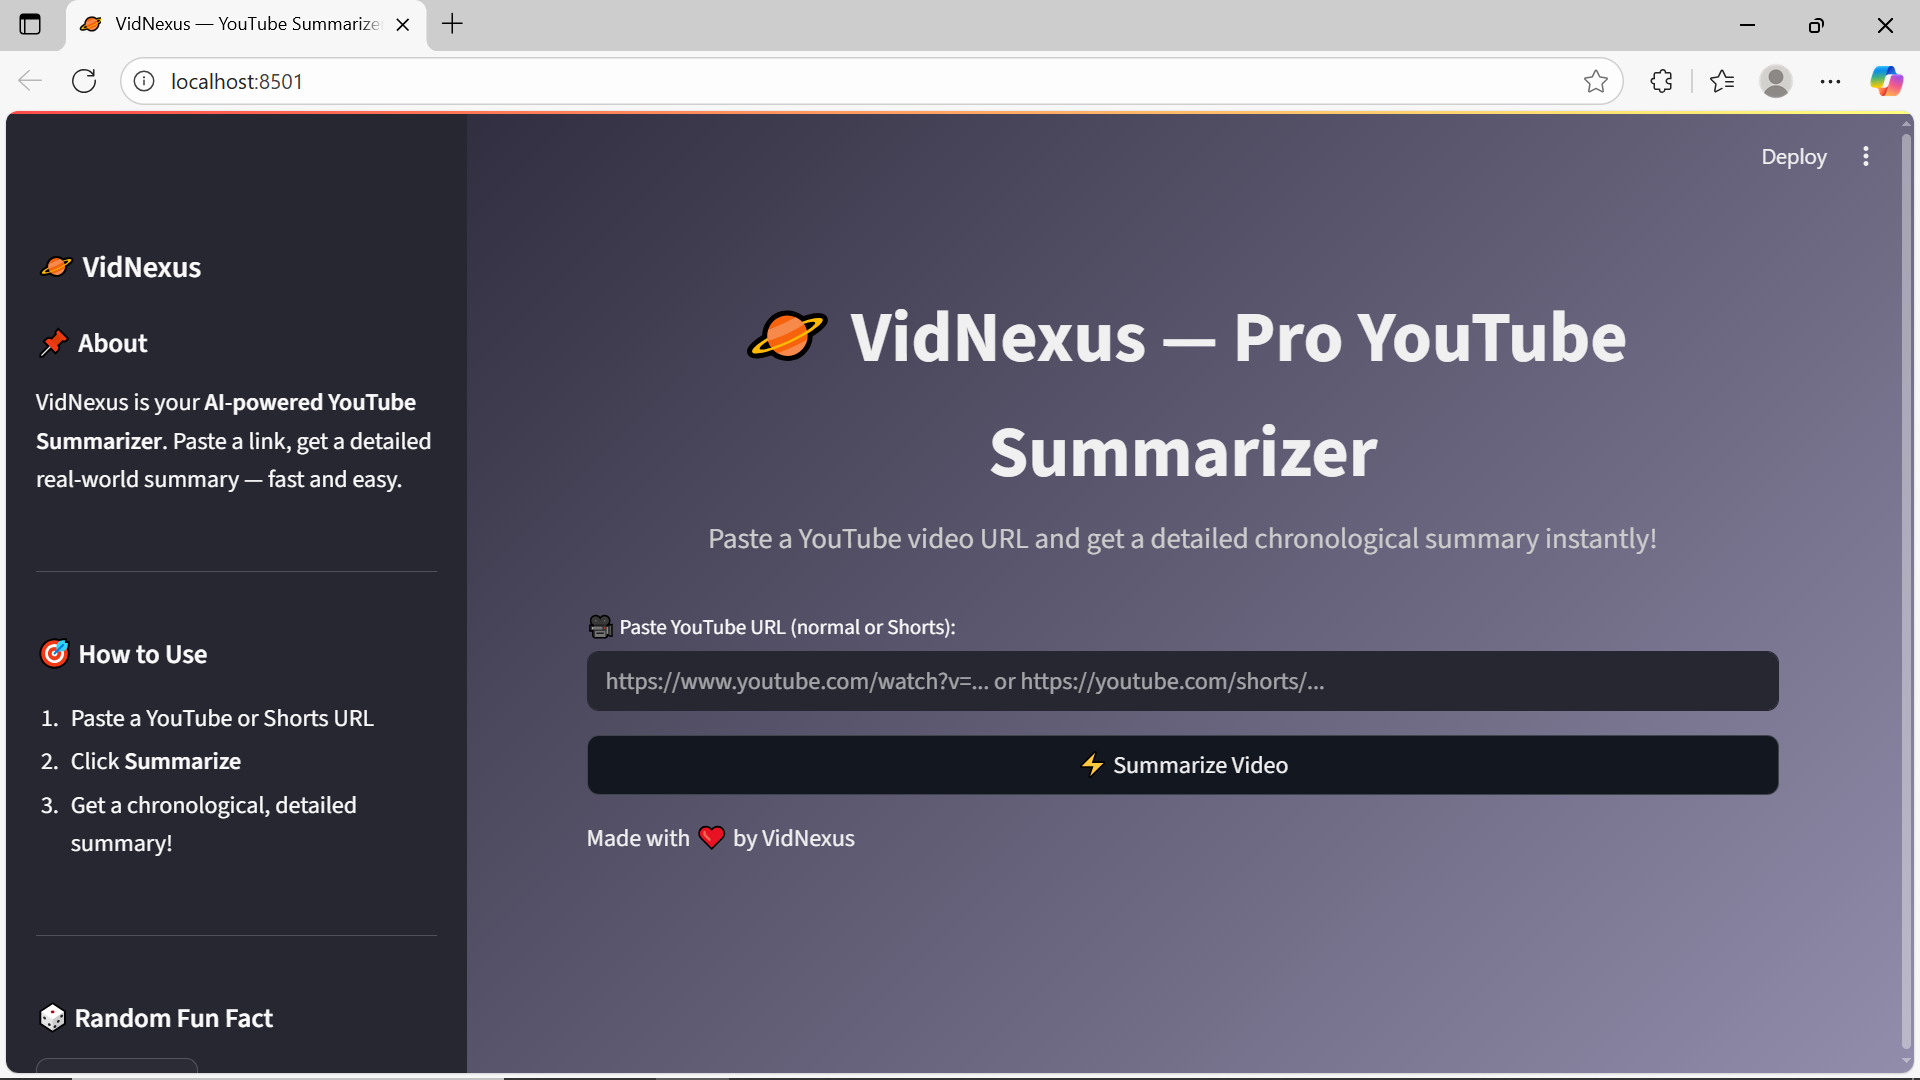 VidNexus — YouTube Summarize
localhost:8501
Deploy
🪐 VidNexus
📌 About
VidNexus is your AI-powered YouTube
Summarizer. Paste a link, get a detailed
real-world summary — fast and easy.
🎯 How to Use
1. Paste a YouTube or Shorts URL
2. Click Summarize
3. Get a chronological, detailed
summary!
🎲 Random Fun Fact
🪐 VidNexus — Pro YouTube
Summarizer
Paste a YouTube video URL and get a detailed chronological summary instantly!
🎥 Paste YouTube URL (normal or Shorts):
https://www.youtube.com/watch?v=... or https://youtube.com/shorts/...
⚡ Summarize Video
Made with ❤️ by VidNexus